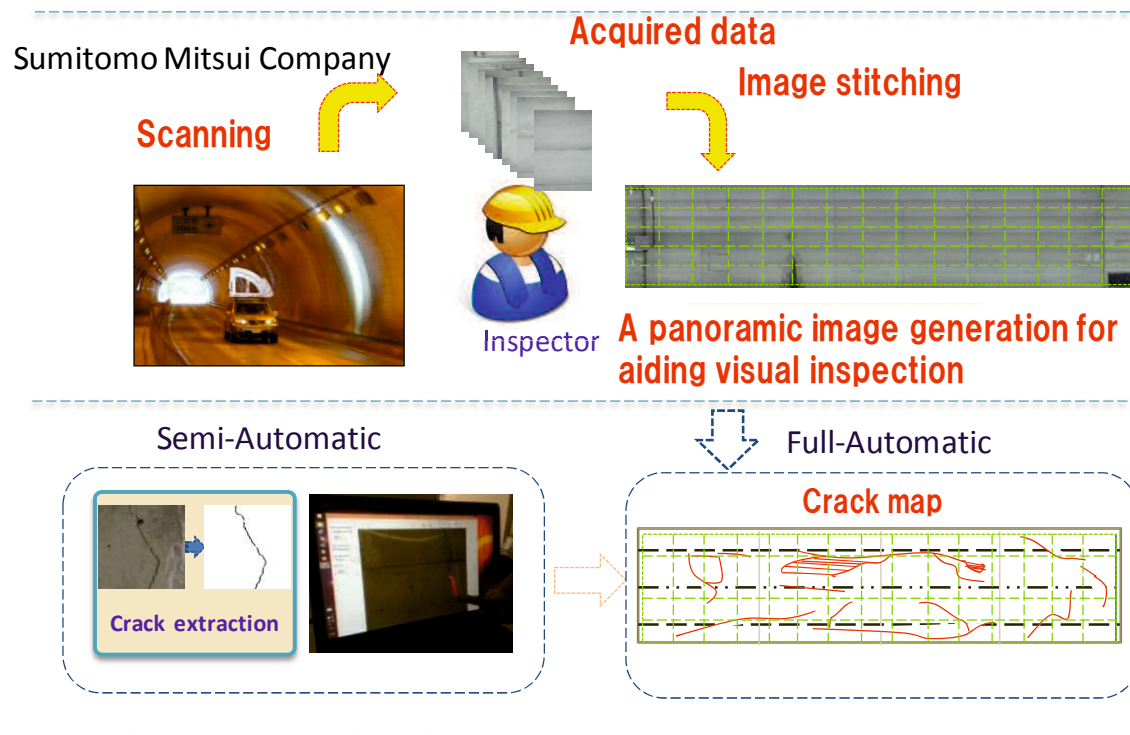 Acquired data
Sumitomo Mitsui Company
Image stitching
Scanning
Inspector
A panoramic image generation for
aiding visual inspection
Semi-Automatic
Full-Automatic
Crack map
Crack extraction